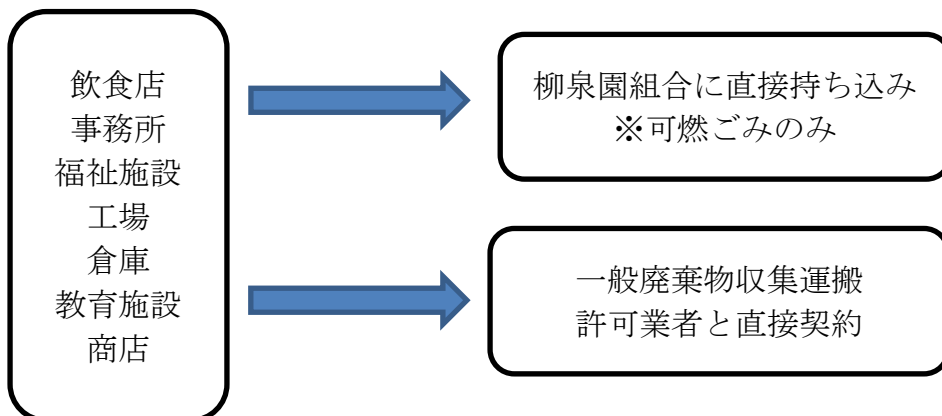 飲食店
事務所
福祉施設
工場
倉庫
教育施設
商店
柳泉園組合に直接持ち込み
※可燃ごみのみ
一般廃棄物収集運搬
許可業者と直接契約